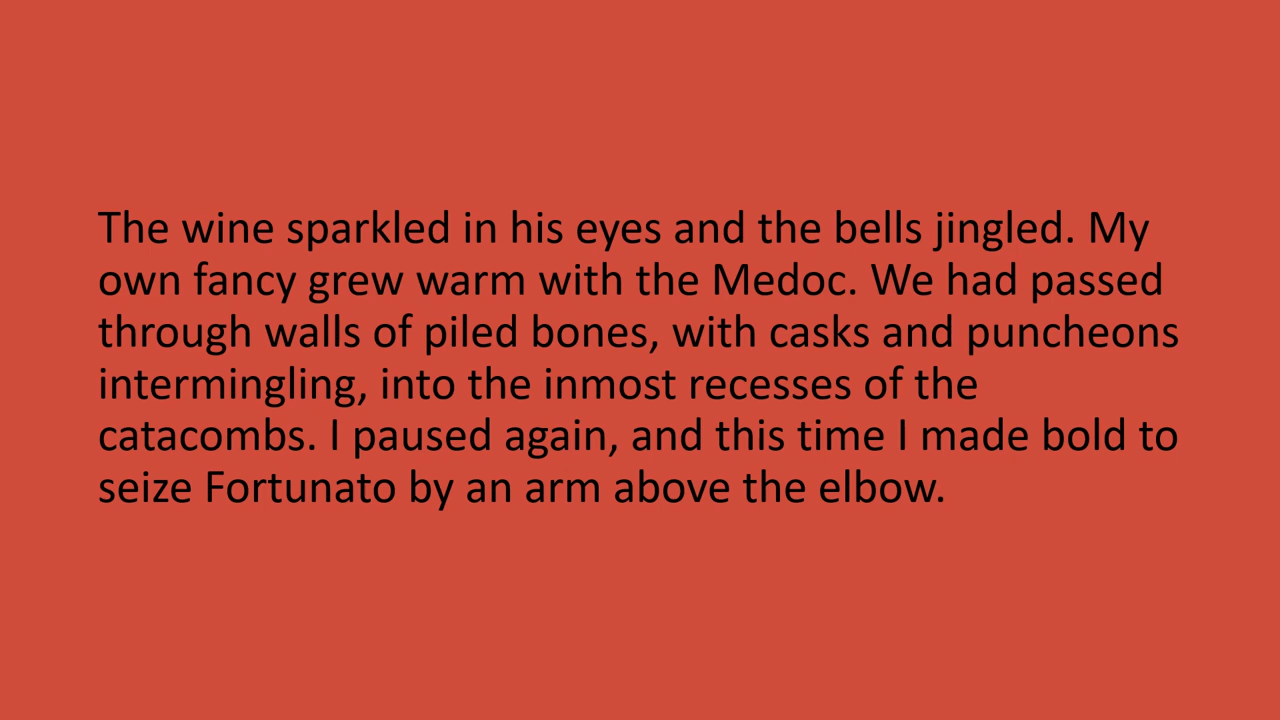 The wine sparkled in his eyes and the bells jingled. My
own fancy grew warm with the Medoc. We had passed
through walls of piled bones, with casks and puncheons
intermingling, into the inmost recesses of the
catacombs. I paused again, and this time I made bold to
seize Fortunato by an arm above the elbow.